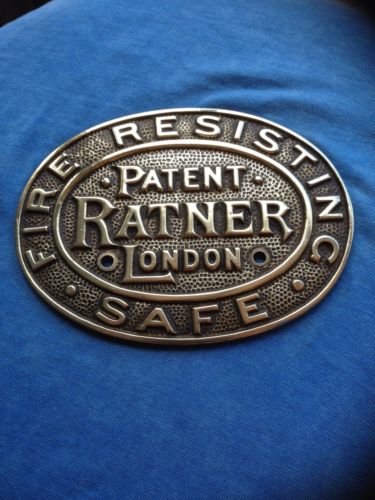 FIRE RESISTING
PATENT
RATNER
LONDON
SAFE